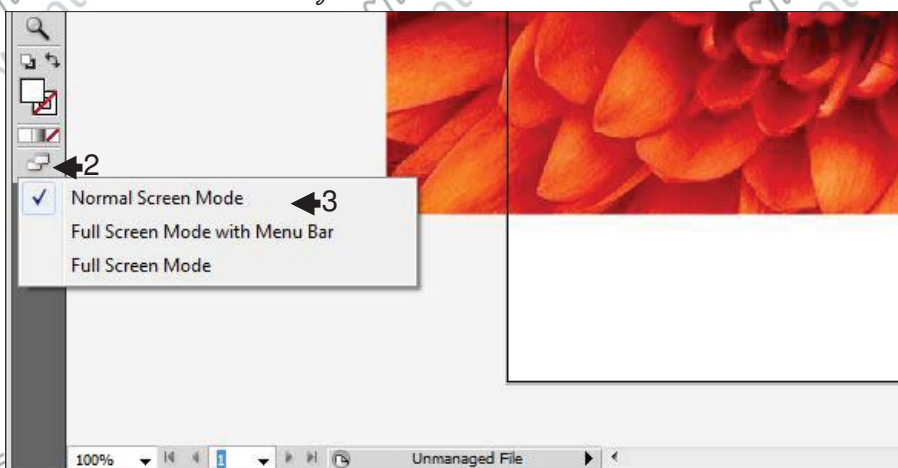 2
Normal Screen Mode
3
Full Screen Mode with Menu Bar
Full Screen Mode
100%
1
Unmanaged File